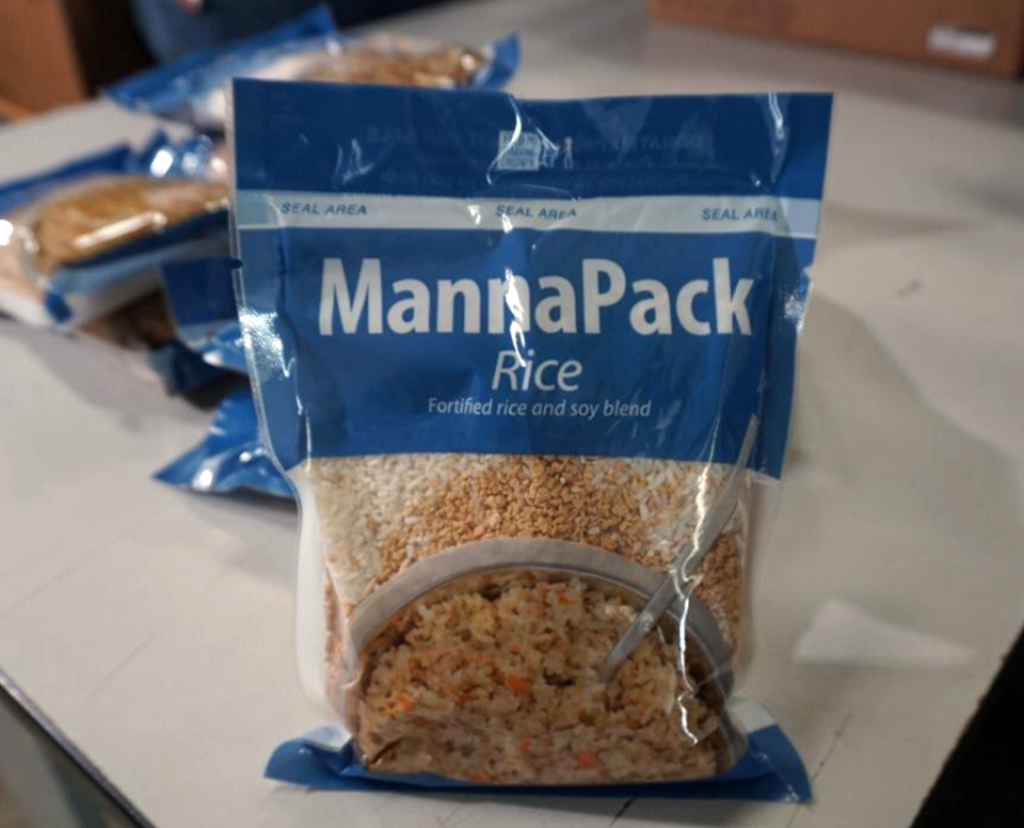 SEAL AREA SEAL AREA SEAL AREA
MannaPack
Rice
Fortified rice and soy blend